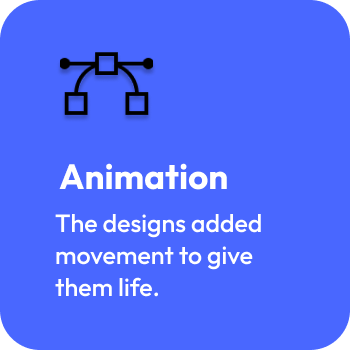 Animation
The designs added
movement to give
them life.